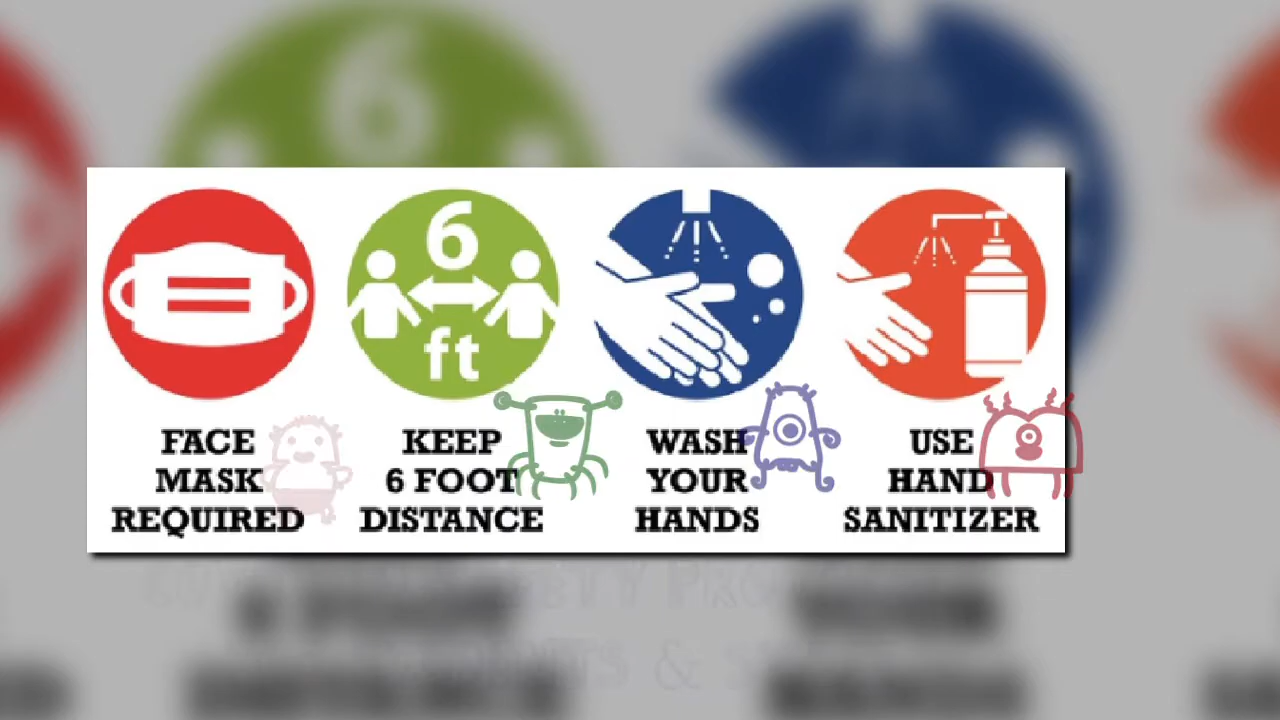 6
ft
FACE
MASK
REQUIRED
KEEP
6 FOOT
DISTANCE
WASH
YOUR
HANDS
USE
HAND
SANITIZER